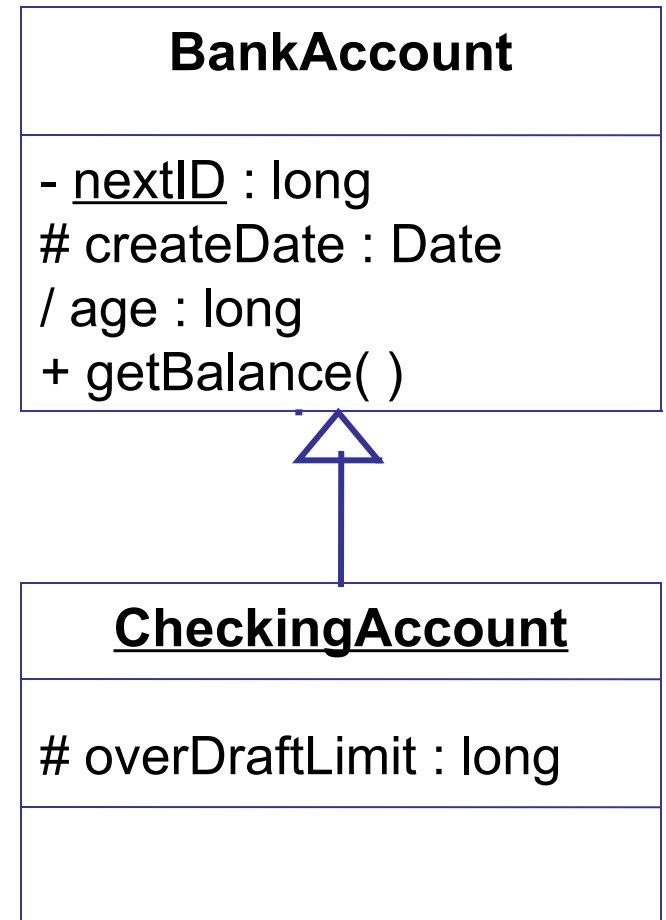 BankAccount
- nextID : long
# createDate : Date
/ age : long
+ getBalance( )
CheckingAccount
# overDraftLimit : long